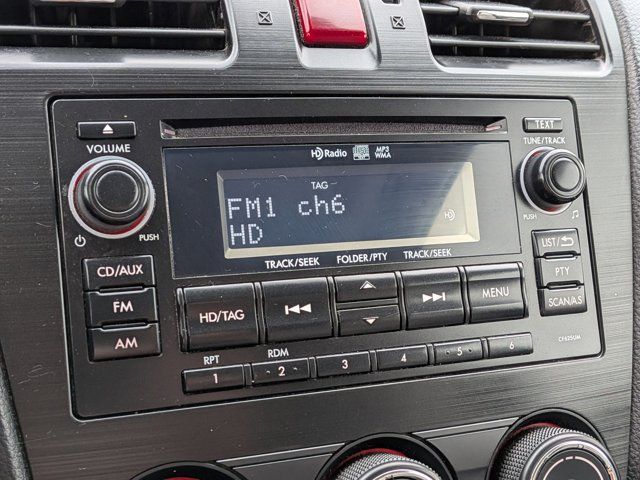 TEXT
VOLUME
HD Radio MP3 WMA
TUNE/TRACK
TAG
FM1 ch6
HD
HD
PUSH
PUSH
TRACK/SEEK FOLDER/PTY TRACK/SEEK
LIST
CD/AUX
PTY
FM
HD/TAG
MENU
SCAN/AS
AM
CF625UM
RPT RDM
1 2 3 4 5 6